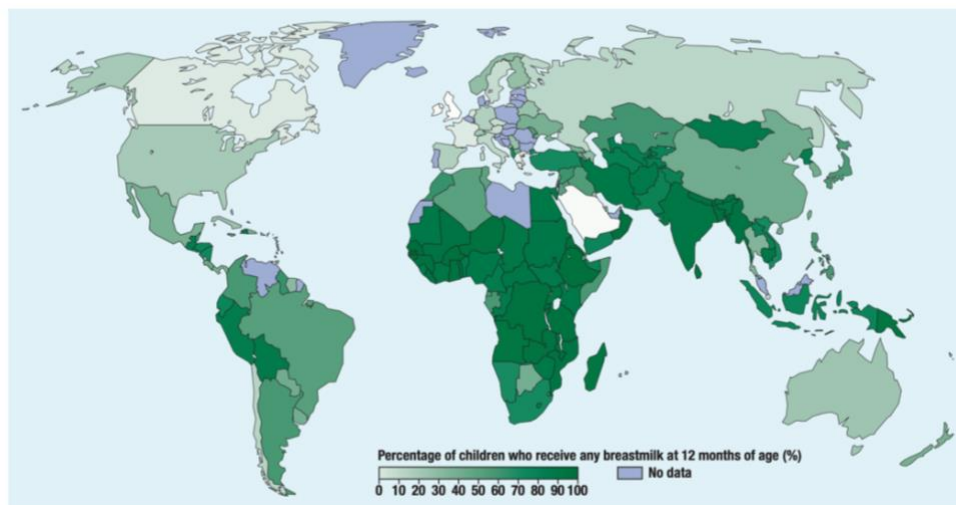 Percentage of children who receive any breastmilk at 12 months of age (%)
No data
0 10 20 30 40 50 60 70 80 90 100